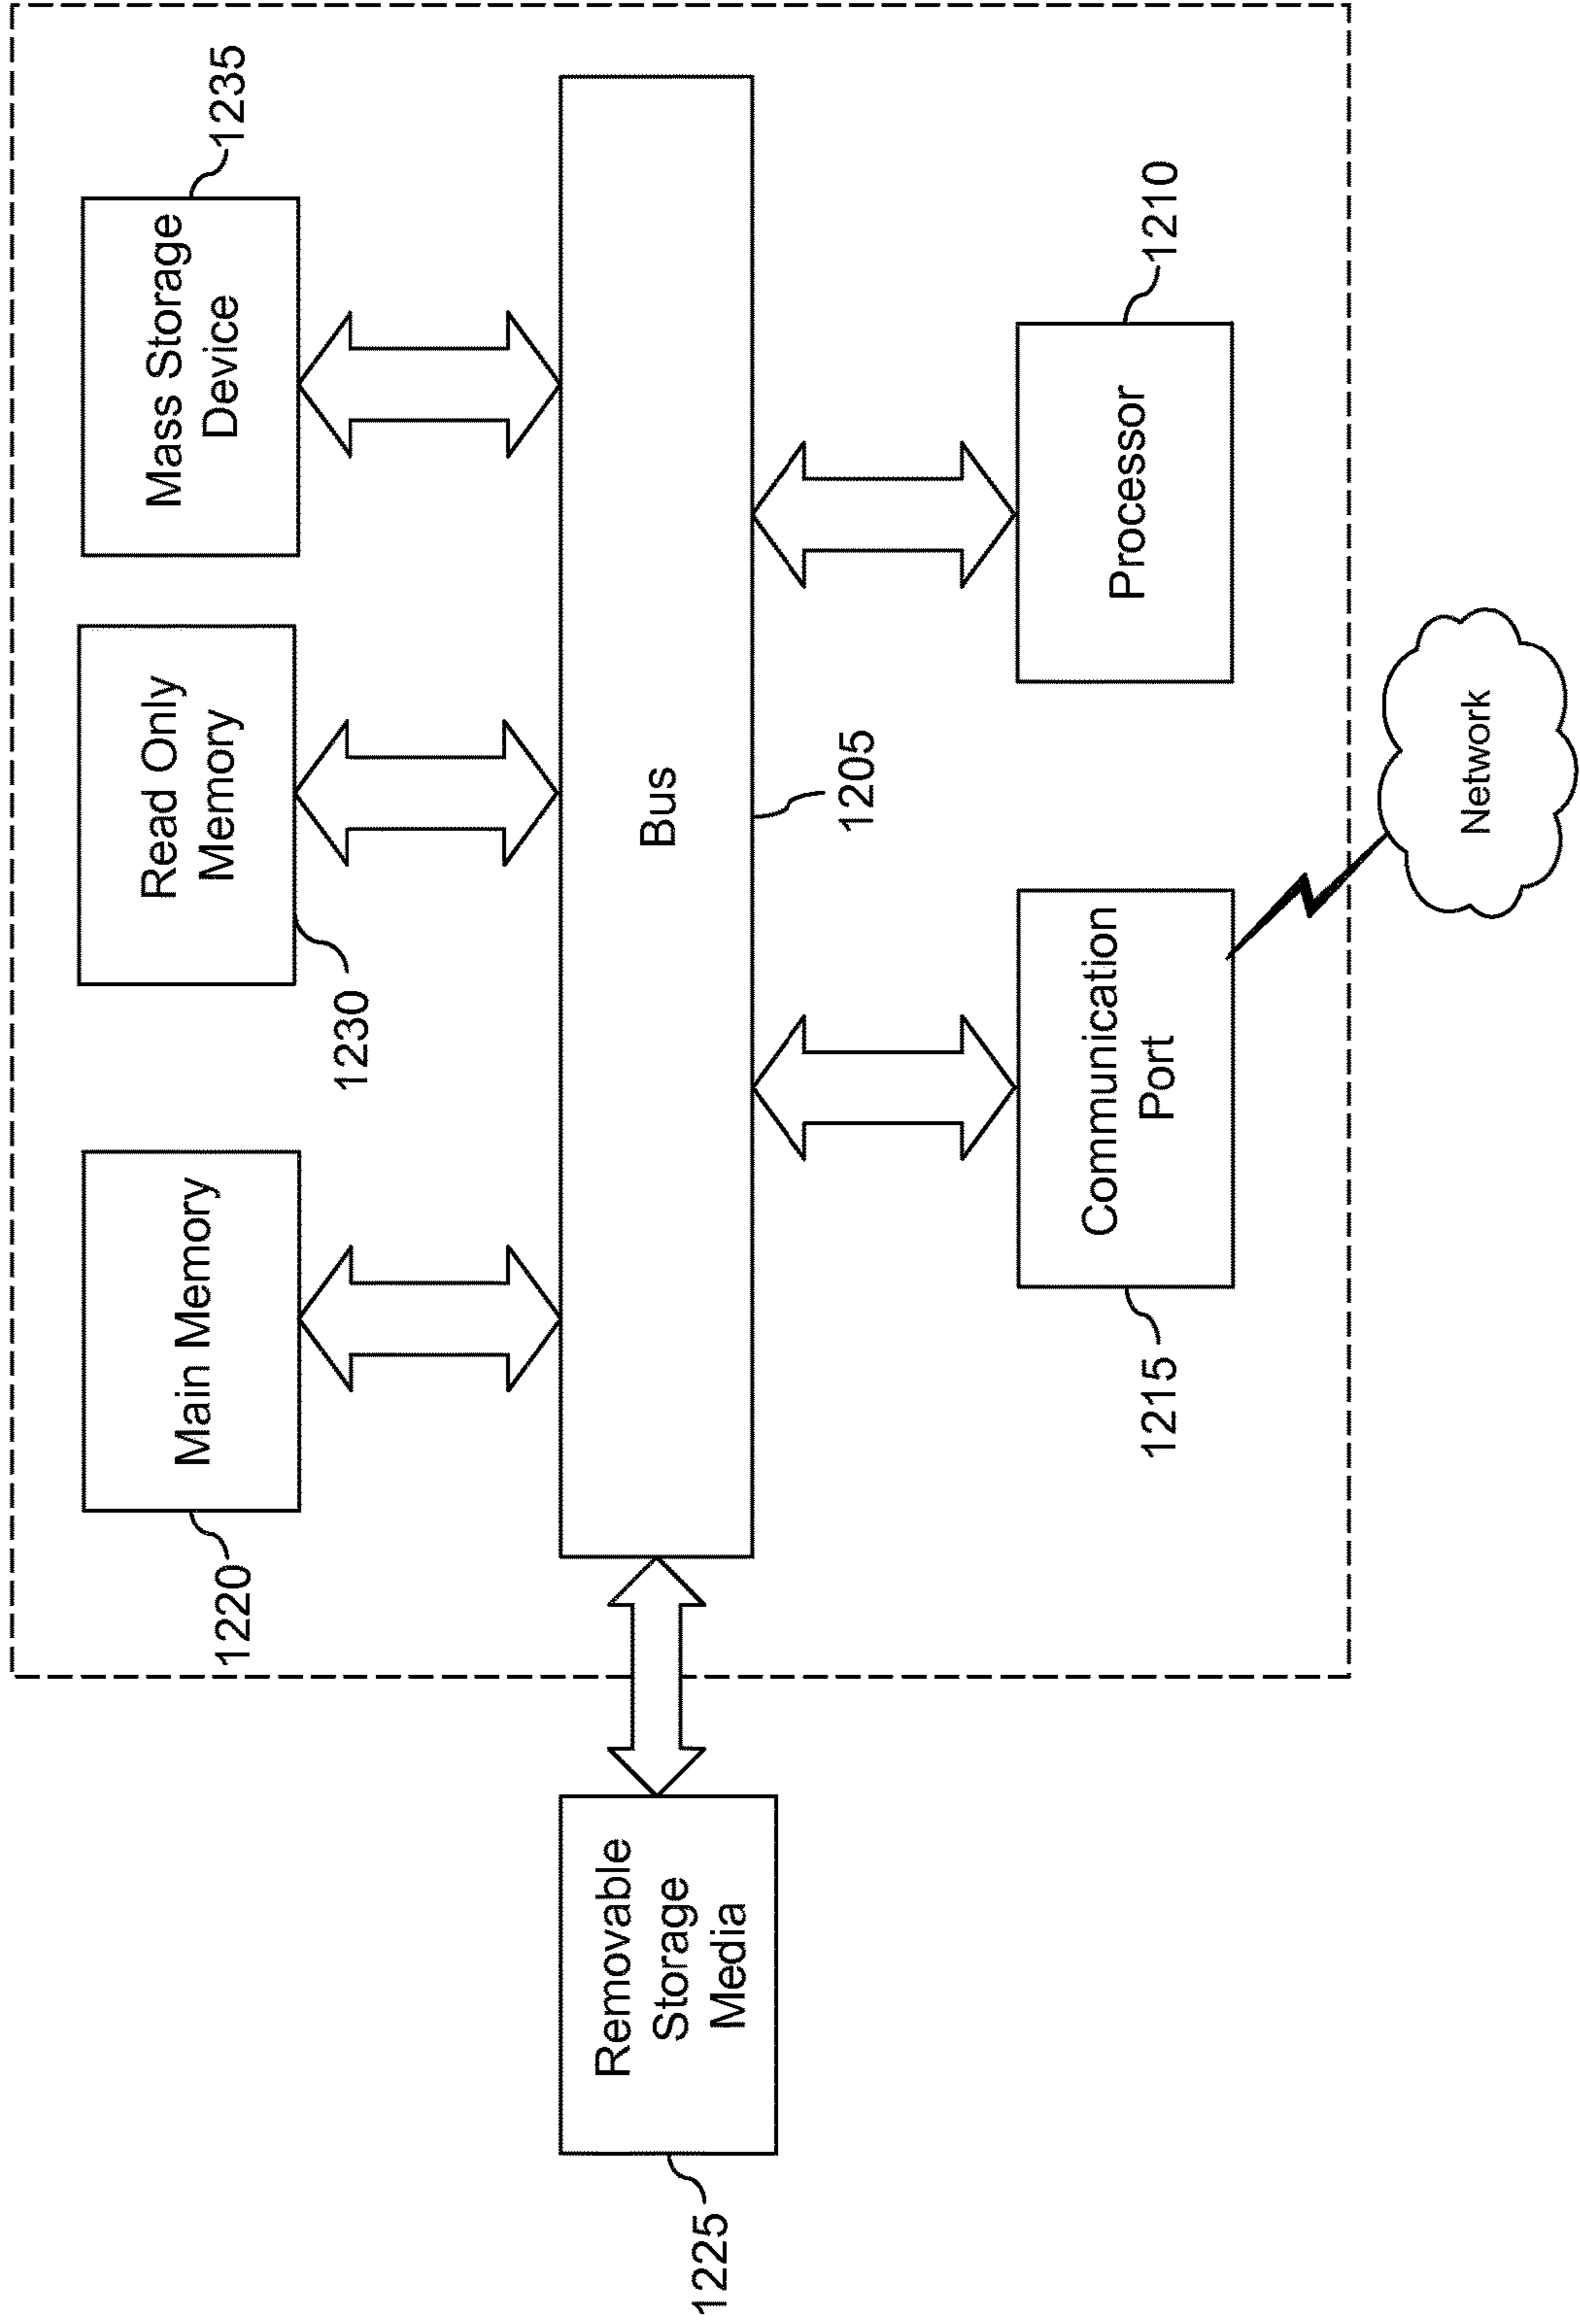 Main Memory
1220
Read Only
Memory
1230
Mass Storage
Device
1235
Removable
Storage
Media
1225
Bus
1205
Communication
Port
1215
Processor
1210
Network